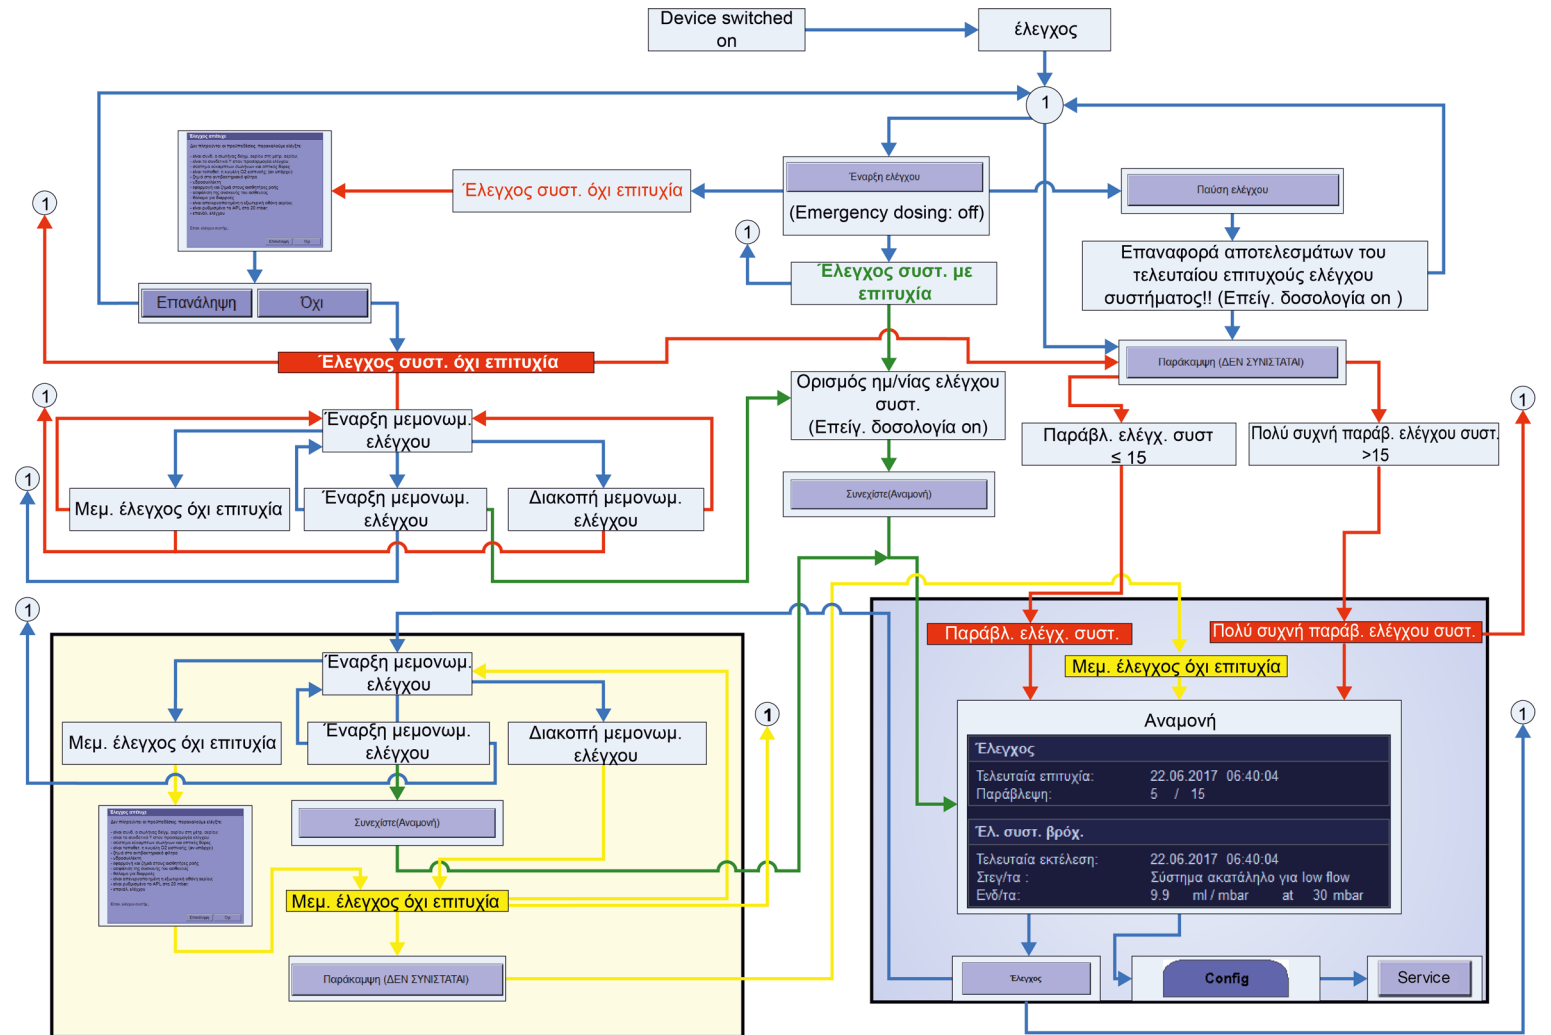 Device switched
on
έλεγχος
1
Έλεγχος απέτυχε
Έναρξη ελέγχου
(Emergency dosing: off)
Παύση ελέγχου
Έλεγχος συστ. όχι επιτυχία
1
1
Έλεγχος συστ. με
επιτυχία
Επαναφορά αποτελεσμάτων του
τελευταίου επιτυχούς ελέγχου
συστήματος!! (Επείγ. δοσολογία on )
Επανάληψη
Όχι
Έλεγχος συστ. όχι επιτυχία
Παράκαμψη (ΔΕΝ ΣΥΝΙΣΤΑΤΑΙ)
1
Έναρξη μεμονωμ.
ελέγχου
Ορισμός ημ/νίας ελέγχου
συστ.
(Επείγ. δοσολογία on)
Παράβλ. ελέγχ. συστ
≤ 15
Πολύ συχνή παράβ. ελέγχου συστ.
>15
1
1
Μεμ. έλεγχος όχι επιτυχία
Έναρξη μεμονωμ.
ελέγχου
Διακοπή μεμονωμ.
ελέγχου
Συνεχίστε(Αναμονή)
1
Παράβλ. ελέγχ. συστ.
Πολύ συχνή παράβ. ελέγχου συστ.
Μεμ. έλεγχος όχι επιτυχία
Έναρξη μεμονωμ.
ελέγχου
Μεμ. έλεγχος όχι επιτυχία
Έναρξη μεμονωμ.
ελέγχου
Διακοπή μεμονωμ.
ελέγχου
1
1
Συνεχίστε(Αναμονή)
Έλεγχος απέτυχε
Μεμ. έλεγχος όχι επιτυχία
Παράκαμψη (ΔΕΝ ΣΥΝΙΣΤΑΤΑΙ)
Αναμονή
Έλεγχος
Τελευταία επιτυχία: 22.06.2017 06:40:04
Παράβλεψη: 5 / 15
Έλ. συστ. βρόχ.
Τελευταία εκτέλεση: 22.06.2017 06:40:04
Στεγ/τα : Σύστημα ακατάληλο για low flow
Ενδ/τα: 9.9 ml / mbar at 30 mbar
Έλεγχος
Config
Service